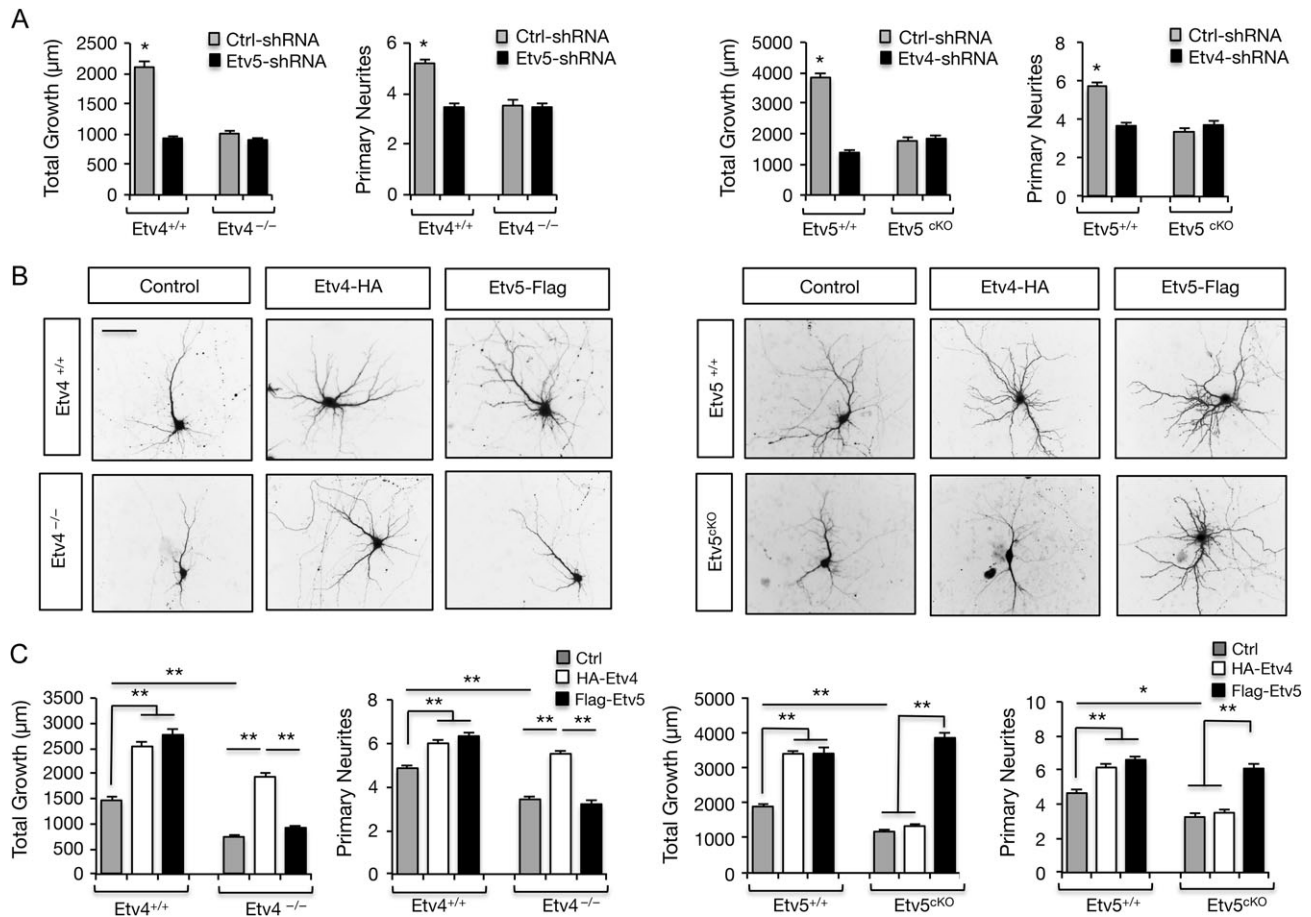 A
Total Growth (µm)
2500
2000
1500
1000
500
0
*
Ctrl-shRNA
Etv5-shRNA
Etv4+/+
Etv4 −/−
Primary Neurites
6
4
2
0
*
Ctrl-shRNA
Etv5-shRNA
Etv4+/+
Etv4 −/−
Total Growth (µm)
5000
4000
3000
2000
1000
0
*
Ctrl-shRNA
Etv4-shRNA
Etv5+/+
Etv5 cKO
Primary Neurites
8
6
4
2
0
*
Ctrl-shRNA
Etv4-shRNA
Etv5+/+
Etv5 cKO
B
Control
Etv4-HA
Etv5-Flag
Etv4 +/+
Etv4 −/−
Control
Etv4-HA
Etv5-Flag
Etv5 +/+
Etv5cKO
C
Total Growth (µm)
3500
3000
2500
2000
1500
1000
500
0
**
**
**
**
Etv4+/+
Etv4 −/−
Primary Neurites
8
6
4
2
0
**
**
**
**
Ctrl
HA-Etv4
Flag-Etv5
Etv4+/+
Etv4 −/−
Total Growth (µm)
5000
4000
3000
2000
1000
0
**
**
**
Etv5+/+
Etv5cKO
Primary Neurites
10
8
6
4
2
0
*
**
**
Ctrl
HA-Etv4
Flag-Etv5
Etv5+/+
Etv5cKO